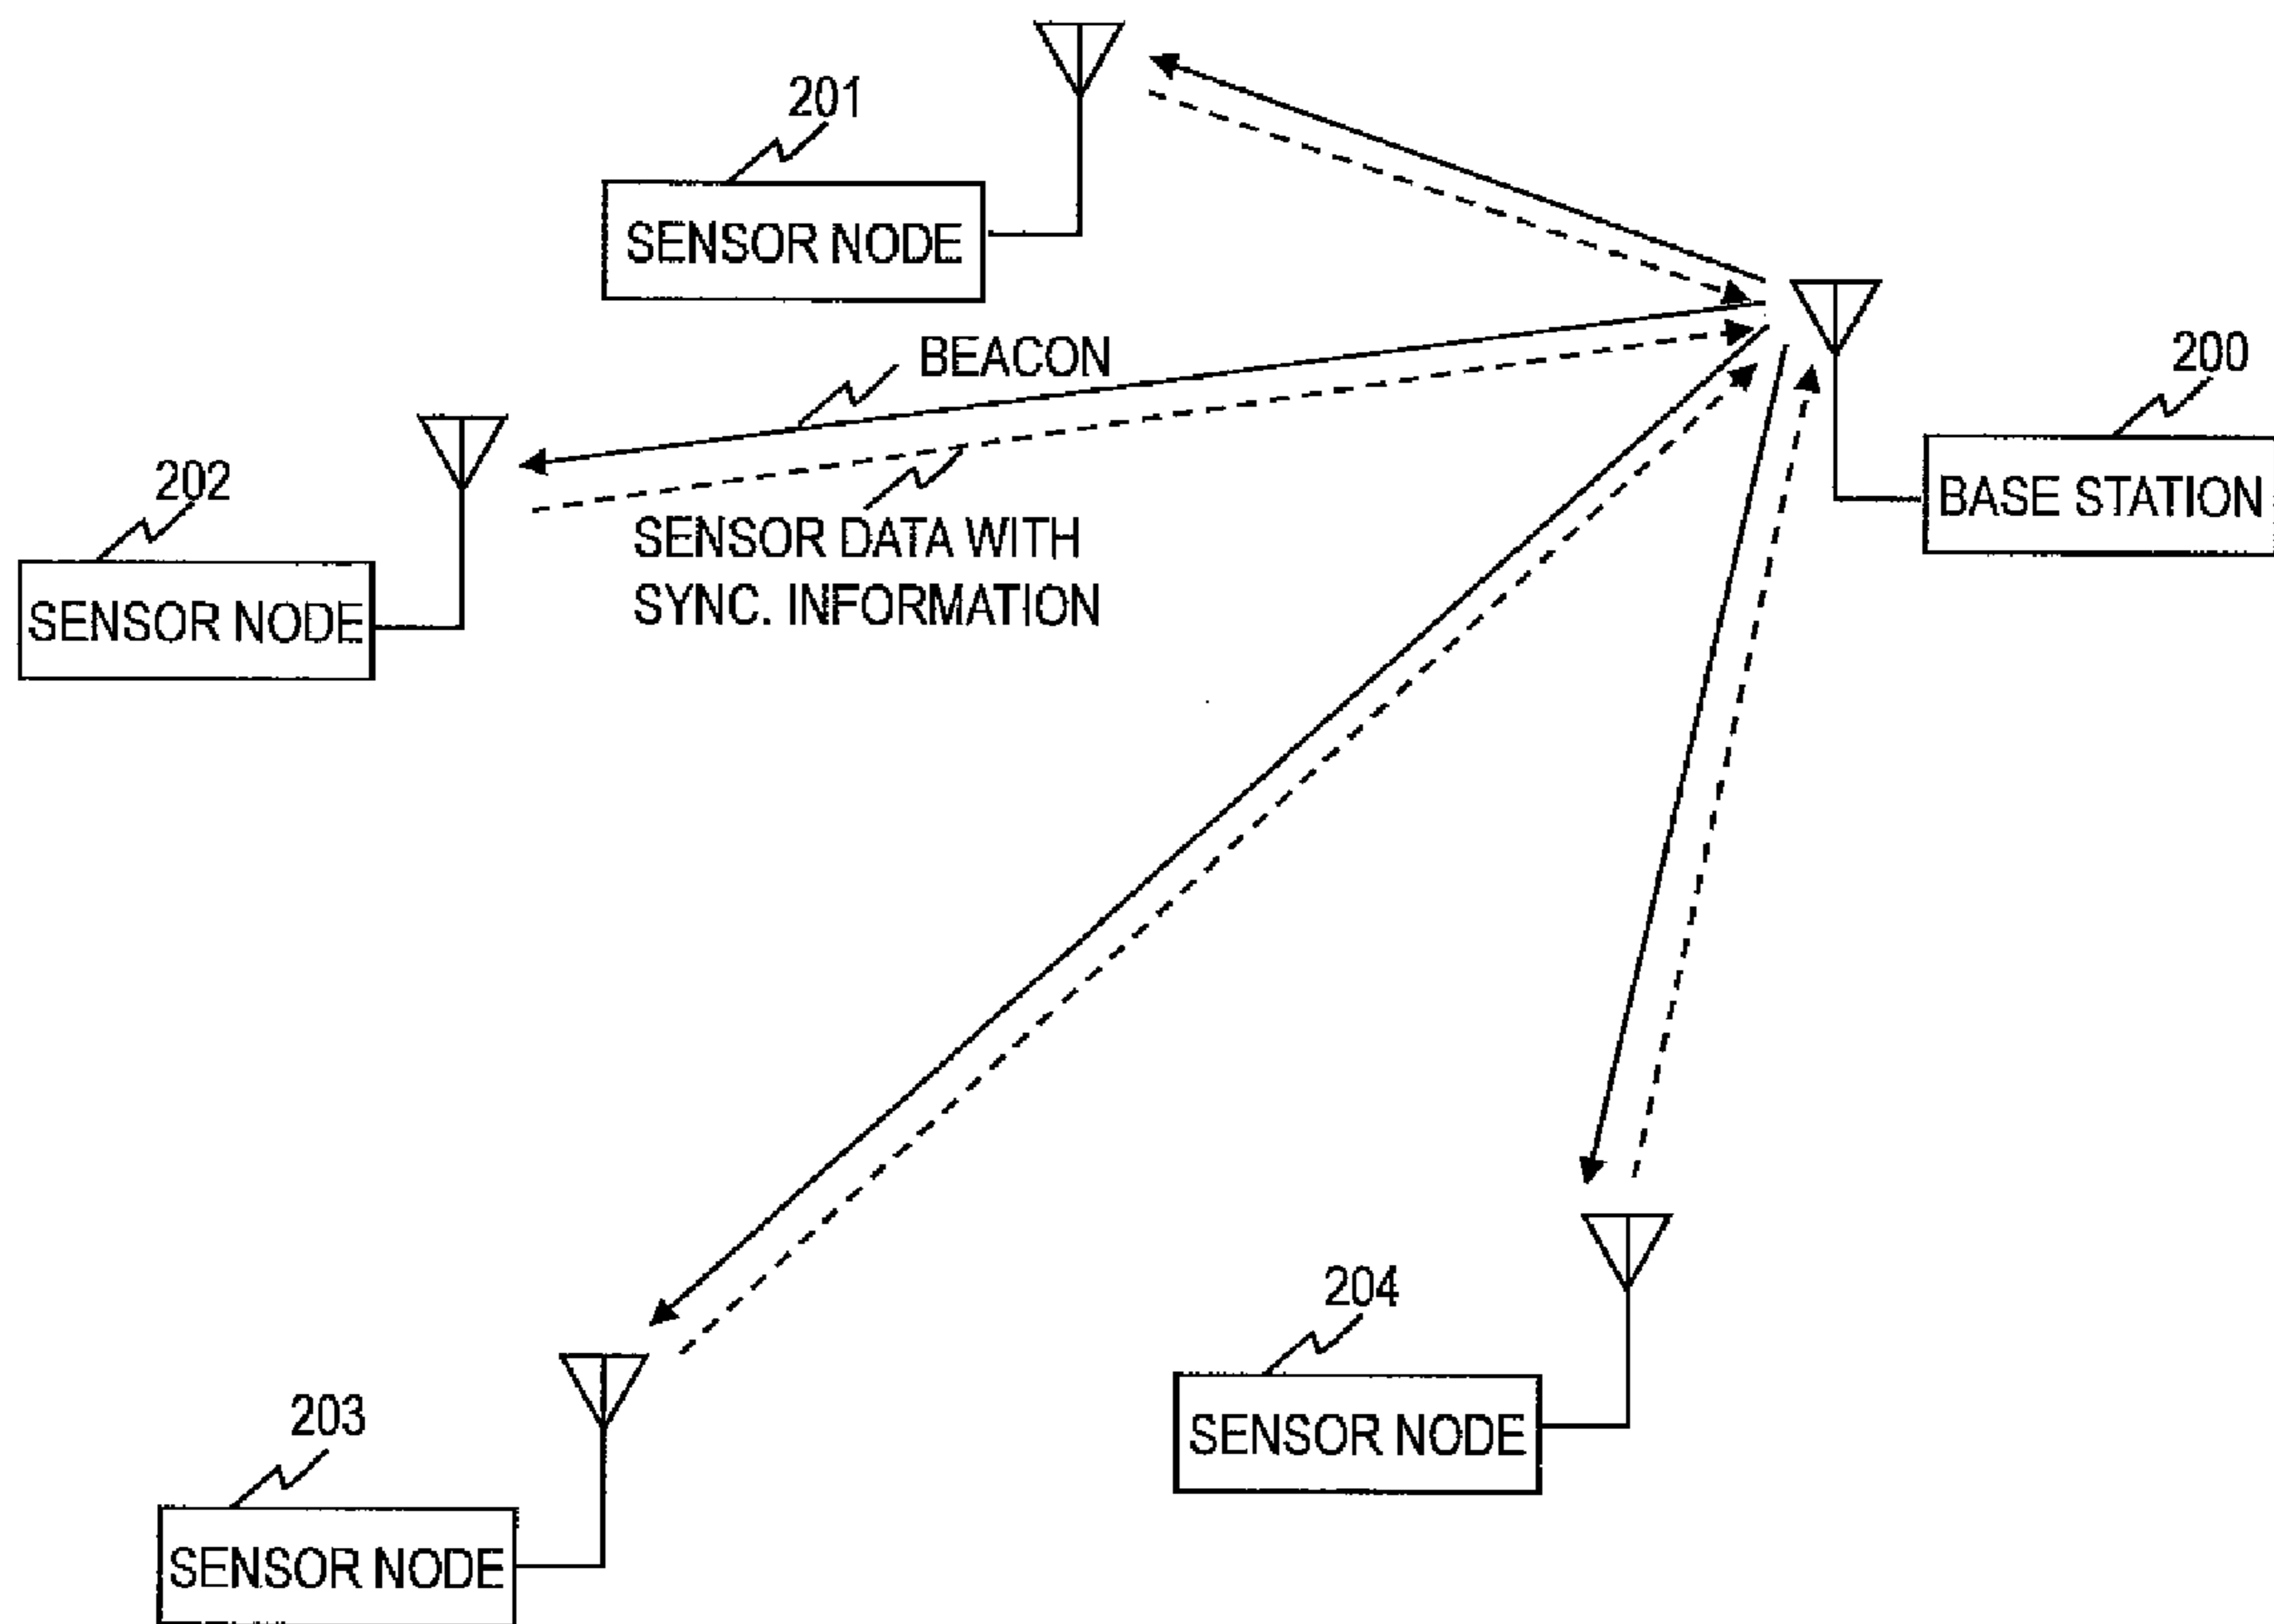 201
SENSOR NODE
BEACON
200
202
BASE STATION
SENSOR DATA WITH
SYNC. INFORMATION
SENSOR NODE
204
203
SENSOR NODE
SENSOR NODE